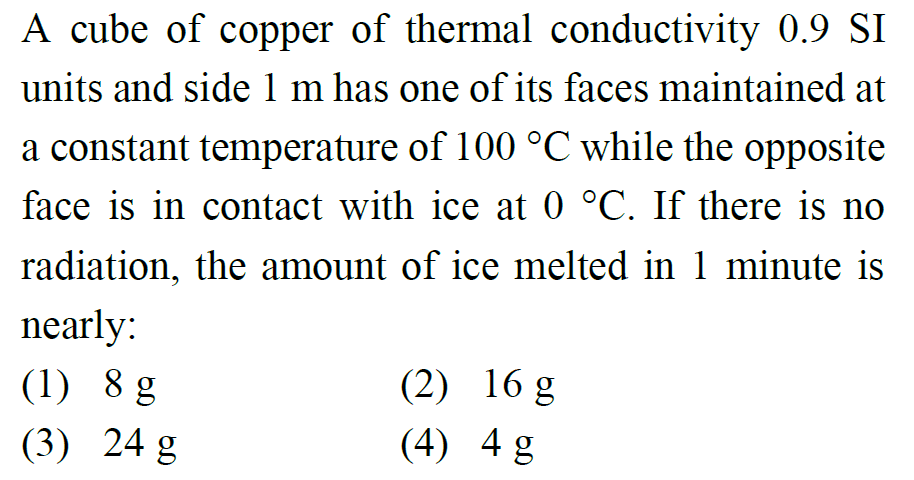 A cube of copper of thermal conductivity 0.9 SI
units and side 1 m has one of its faces maintained at
a constant temperature of 100 °C while the opposite
face is in contact with ice at 0 °C. If there is no
radiation, the amount of ice melted in 1 minute is
nearly:
(1) 8 g (2) 16 g
(3) 24 g (4) 4 g